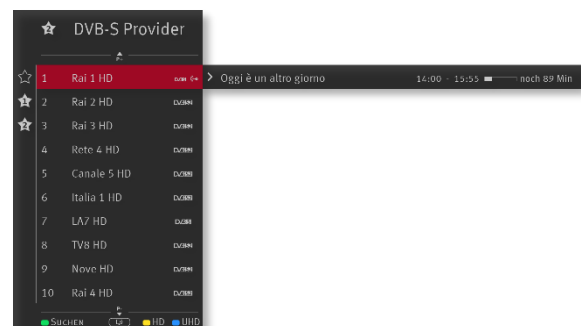 2 DVB-S Provider
1 Rai 1 HD > Oggi è un altro giorno 14:00 - 15:55 noch 89 Min
2 Rai 2 HD
3 Rai 3 HD
4 Rete 4 HD
5 Canale 5 HD
6 Italia 1 HD
7 LA7 HD
8 TV8 HD
9 Nove HD
10 Rai 4 HD
SUCHEN HD UHD